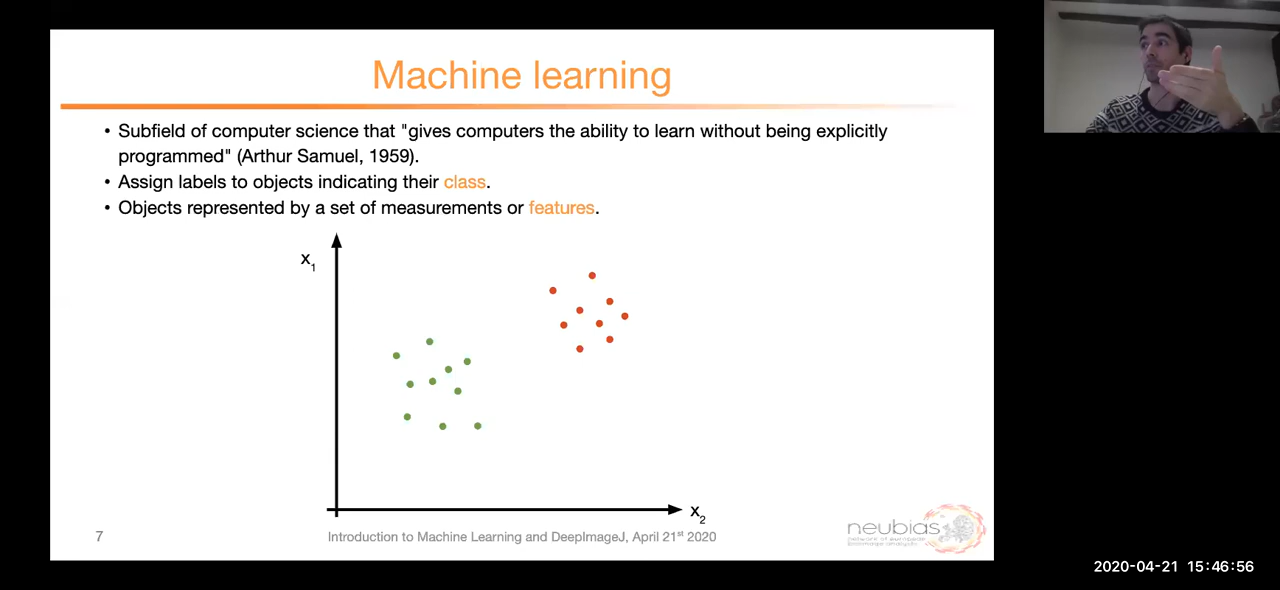 Machine learning
• Subfield of computer science that "gives computers the ability to learn without being explicitly
programmed" (Arthur Samuel, 1959).
• Assign labels to objects indicating their class.
• Objects represented by a set of measurements or features.
x1
x2
7
Introduction to Machine Learning and DeepImageJ, April 21st 2020
neubias
2020-04-21 15:46:56